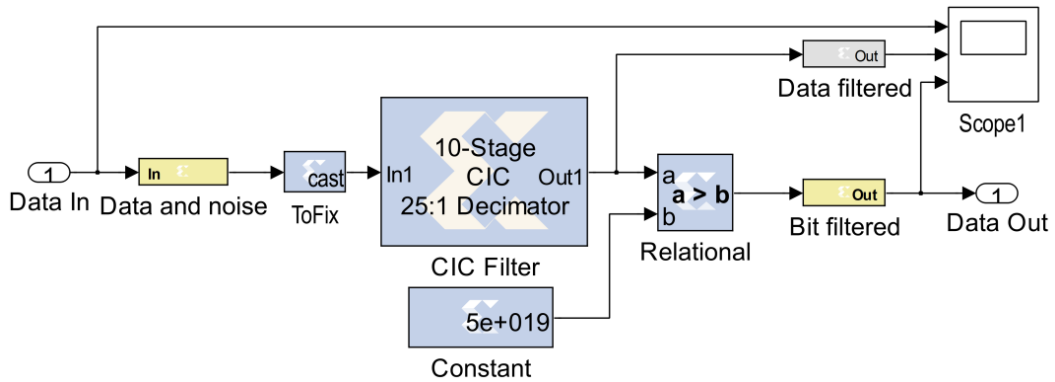 Out
Data filtered
Scope1
1
Data In
In
Data and noise
cast
ToFix
In1
10-Stage
CIC
25:1 Decimator
Out1
CIC Filter
a
b
a > b
Relational
Out
Bit filtered
1
Data Out
5e+019
Constant